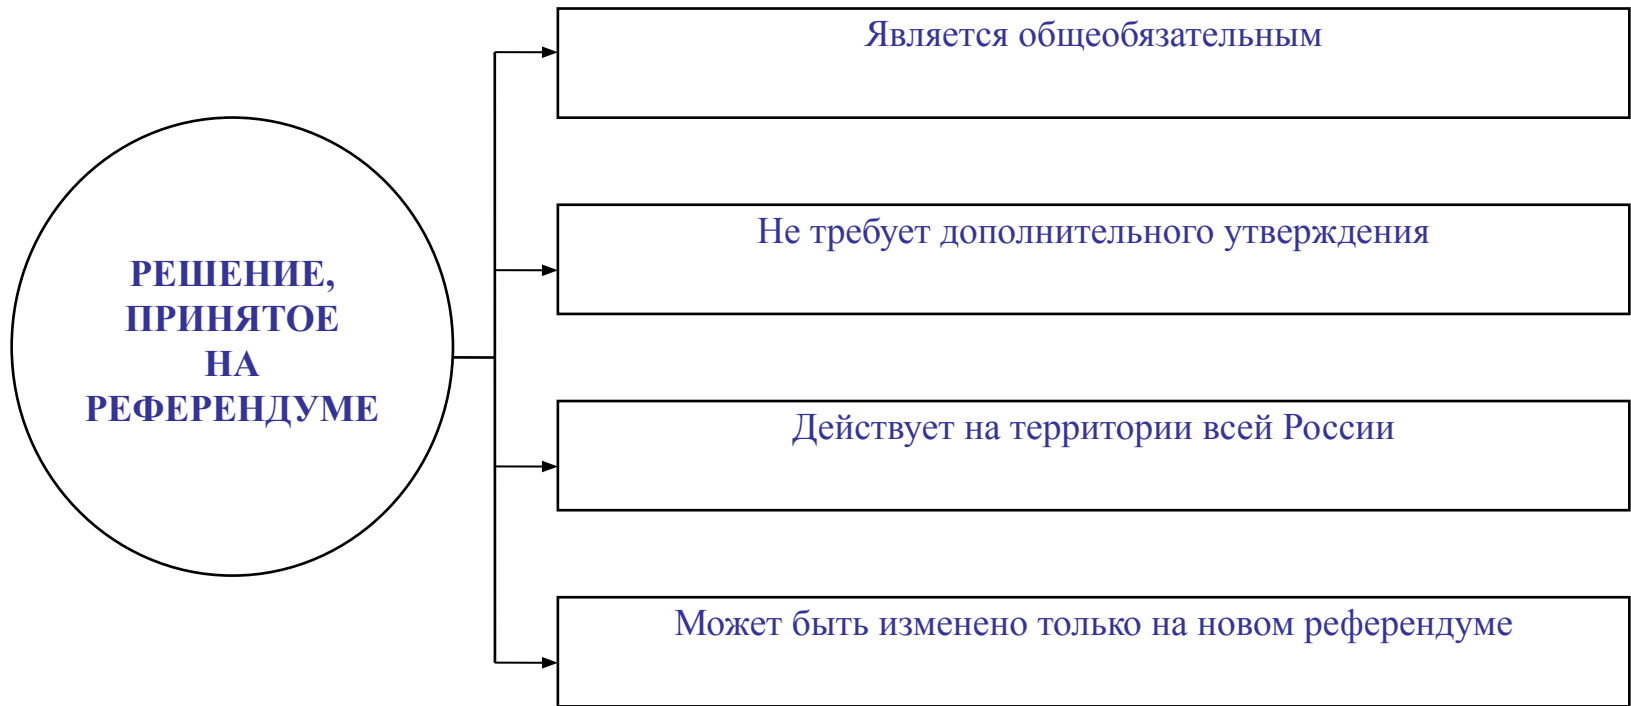 Является общеобязательным
Не требует дополнительного утверждения
РЕШЕНИЕ,
ПРИНЯТОЕ
НА
РЕФЕРЕНДУМЕ
Действует на территории всей России
Может быть изменено только на новом референдуме